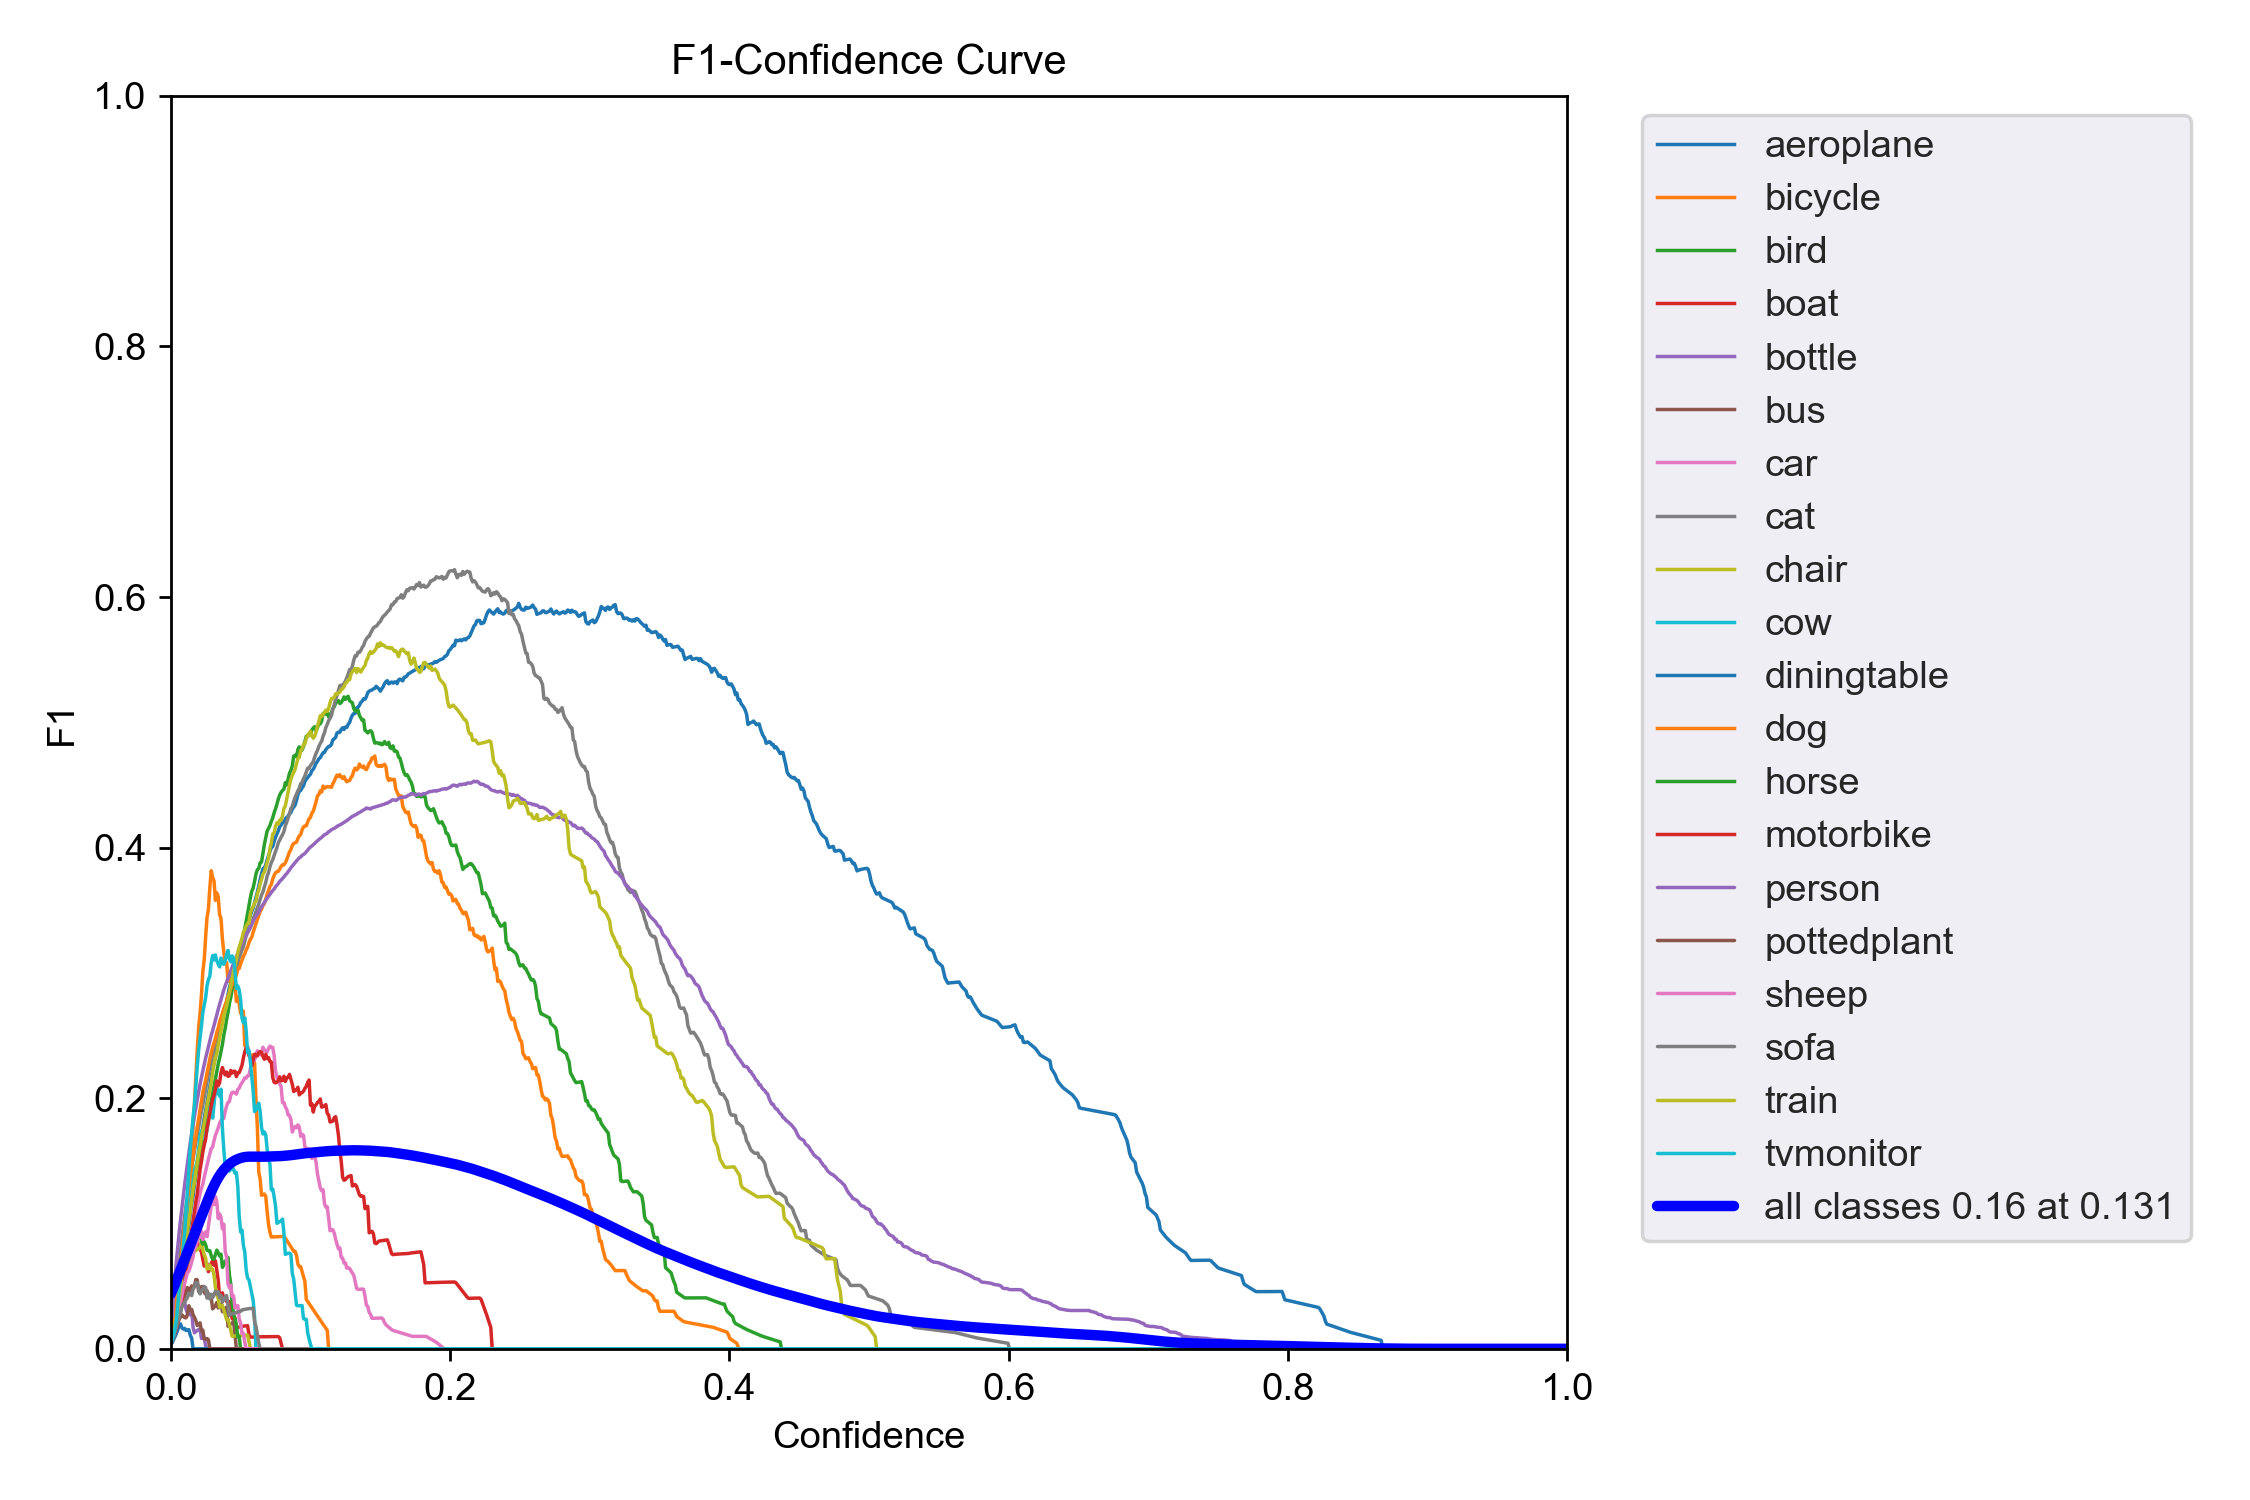 F1-Confidence Curve
1.0
0.8
0.6
0.4
0.2
0.0
F1
0.0 0.2 0.4 0.6 0.8 1.0
Confidence
aeroplane
bicycle
bird
boat
bottle
bus
car
cat
chair
cow
diningtable
dog
horse
motorbike
person
pottedplant
sheep
sofa
train
tvmonitor
all classes 0.16 at 0.131